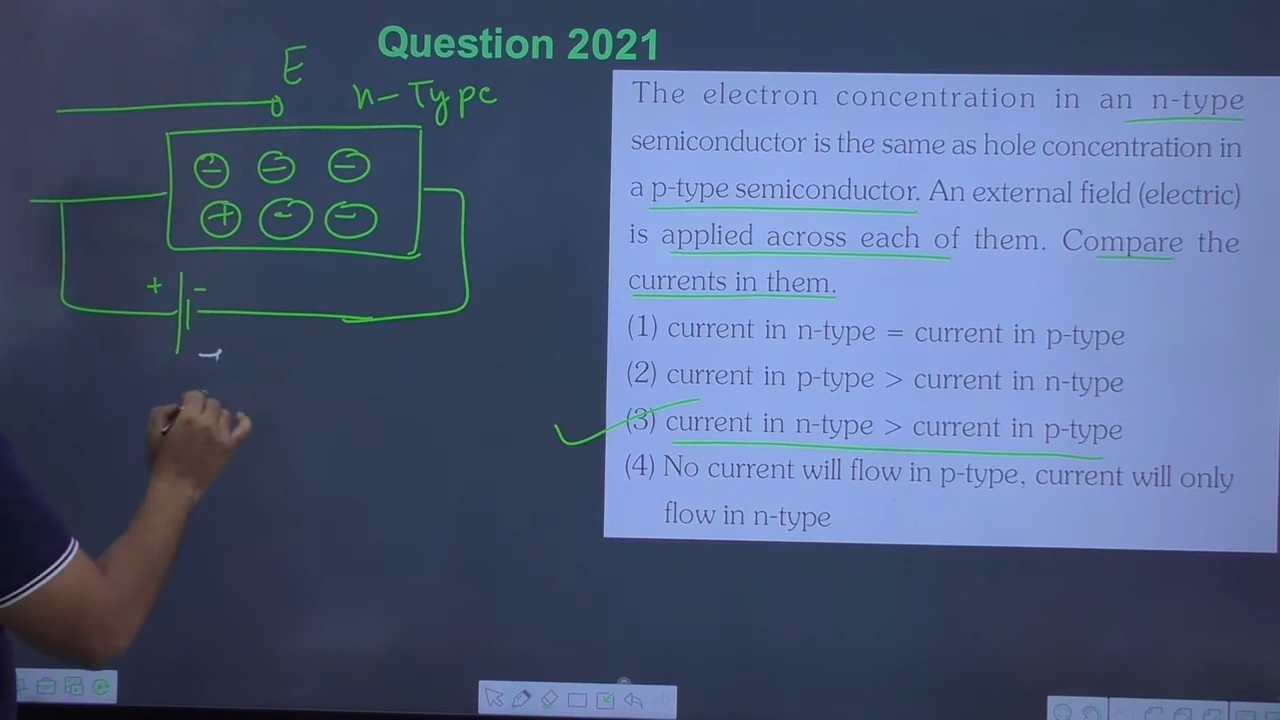 Question 2021
E
n-Type
+ -
The electron concentration in an n-type
semiconductor is the same as hole concentration in
a p-type semiconductor. An external field (electric)
is applied across each of them. Compare the
currents in them.
(1) current in n-type = current in p-type
(2) current in p-type > current in n-type
(3) current in n-type > current in p-type
(4) No current will flow in p-type, current will only
flow in n-type